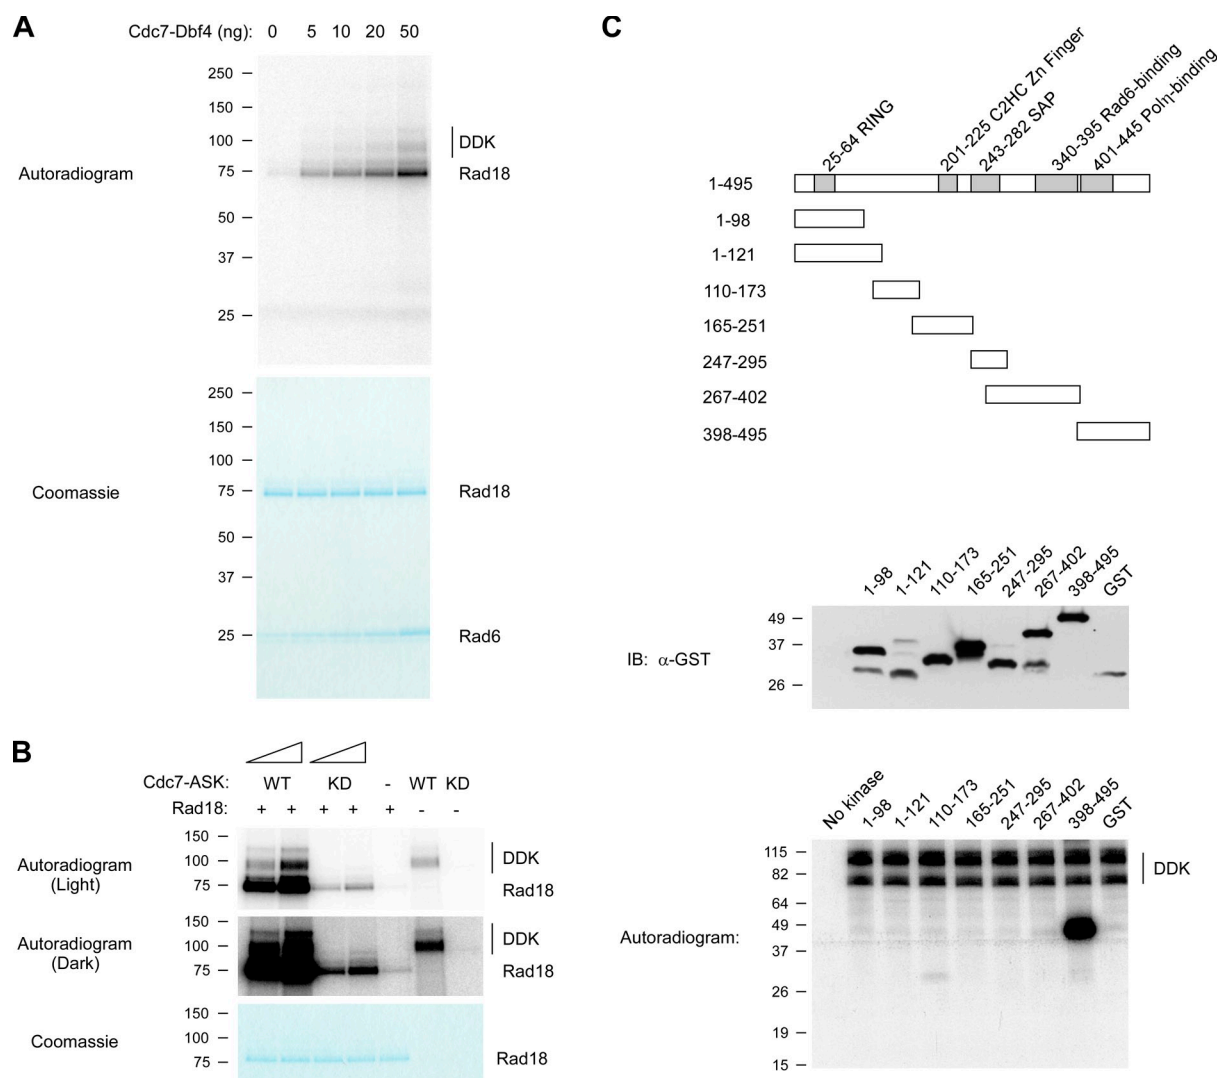 A
Cdc7-Dbf4 (ng): 0 5 10 20 50
250
150
100
75
50
37
25
Autoradiogram
DDK
Rad18
250
150
100
75
50
37
25
Coomassie
Rad18
Rad6
B
Cdc7-ASK: WT KD - WT KD
Rad18: + + + + + - -
150
100
75
Autoradiogram
(Light)
DDK
Rad18
150
100
75
Autoradiogram
(Dark)
DDK
Rad18
150
100
75
Coomassie
Rad18
C
25-64 RING
201-225 C2HC Zn Finger
243-282 SAP
340-395 Rad6-binding
401-445 Polη-binding
1-495
1-98
1-121
110-173
165-251
247-295
267-402
398-495
1-98 1-121 110-173 165-251 247-295 267-402 398-495 GST
49
37
26
IB: α-GST
No kinase 1-98 1-121 110-173 165-251 247-295 267-402 398-495 GST
115
82
64
49
37
26
19
15
Autoradiogram:
DDK